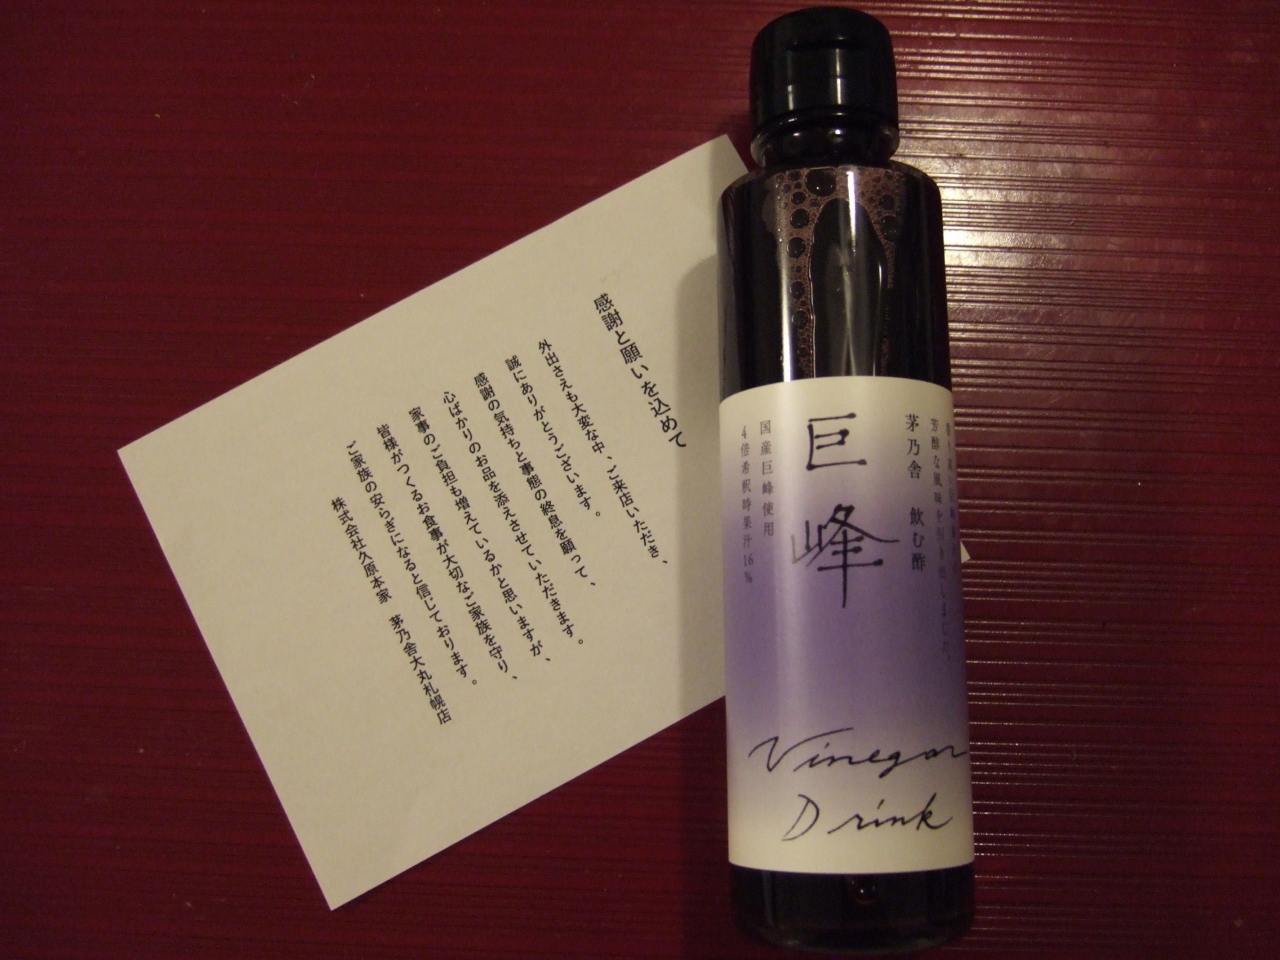 感謝と願いを込めて
外出さえも大変な中、ご来店いただき、
誠にありがとうございます。
感謝の気持ちと事態の終息を願って、
心ばかりのお品を添えさせていただきます。
家事のご負担も増えているかと思いますが、
皆様がつくるお食事が大切なご家族を守り、
ご家族の安らぎになると信じております。
株式会社久原本家 茅乃舎大丸札幌店
芳醇な風味を引き出しました。
茅乃舎 飲む酢
巨峰
国産巨峰使用
4倍希釈時果汁16%
Vinegar
Drink